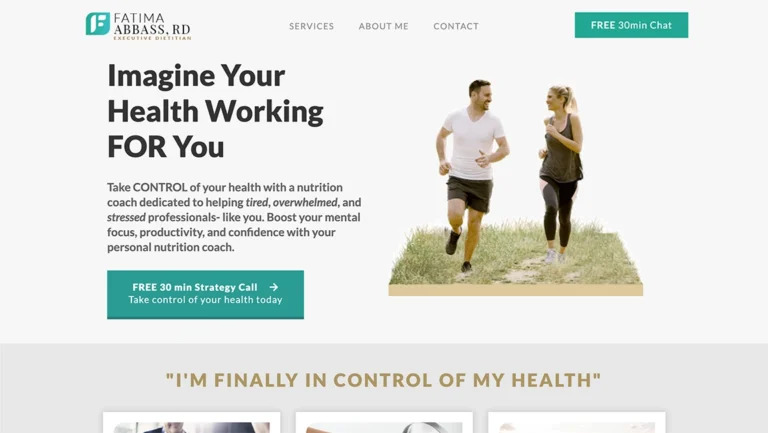 FATIMA
ABBASS, RD
EXECUTIVE DIETITIAN
SERVICES
ABOUT ME
CONTACT
FREE 30min Chat
Imagine Your
Health Working
FOR You
Take CONTROL of your health with a nutrition
coach dedicated to helping tired, overwhelmed, and
stressed professionals- like you. Boost your mental
focus, productivity, and confidence with your
personal nutrition coach.
FREE 30 min Strategy Call →
Take control of your health today
"I'M FINALLY IN CONTROL OF MY HEALTH"